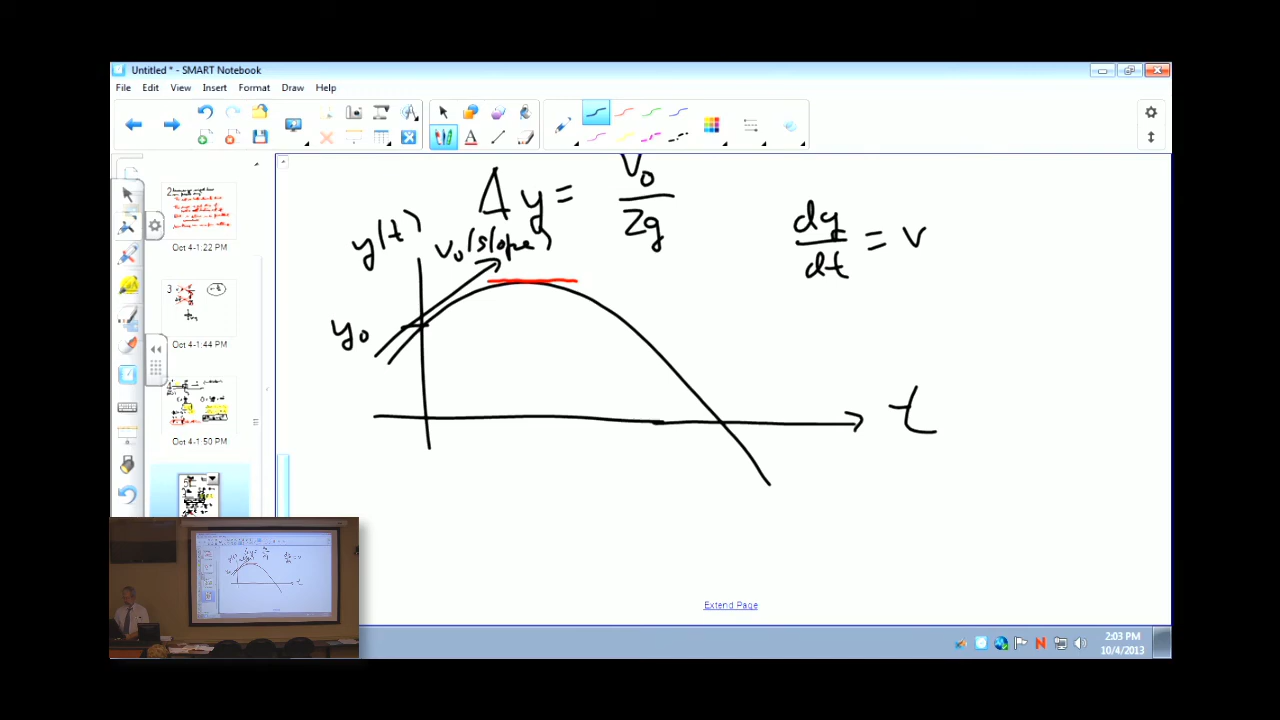 Untitled * - SMART Notebook
File Edit View Insert Format Draw Help
Δy = v₀
2g
y(t)
v₀ (slope)
dy/dt = v
y₀
t
Oct 4-1:22 PM
Oct 4-1:44 PM
Oct 4-1:50 PM
Extend Page
2:03 PM
10/4/2013